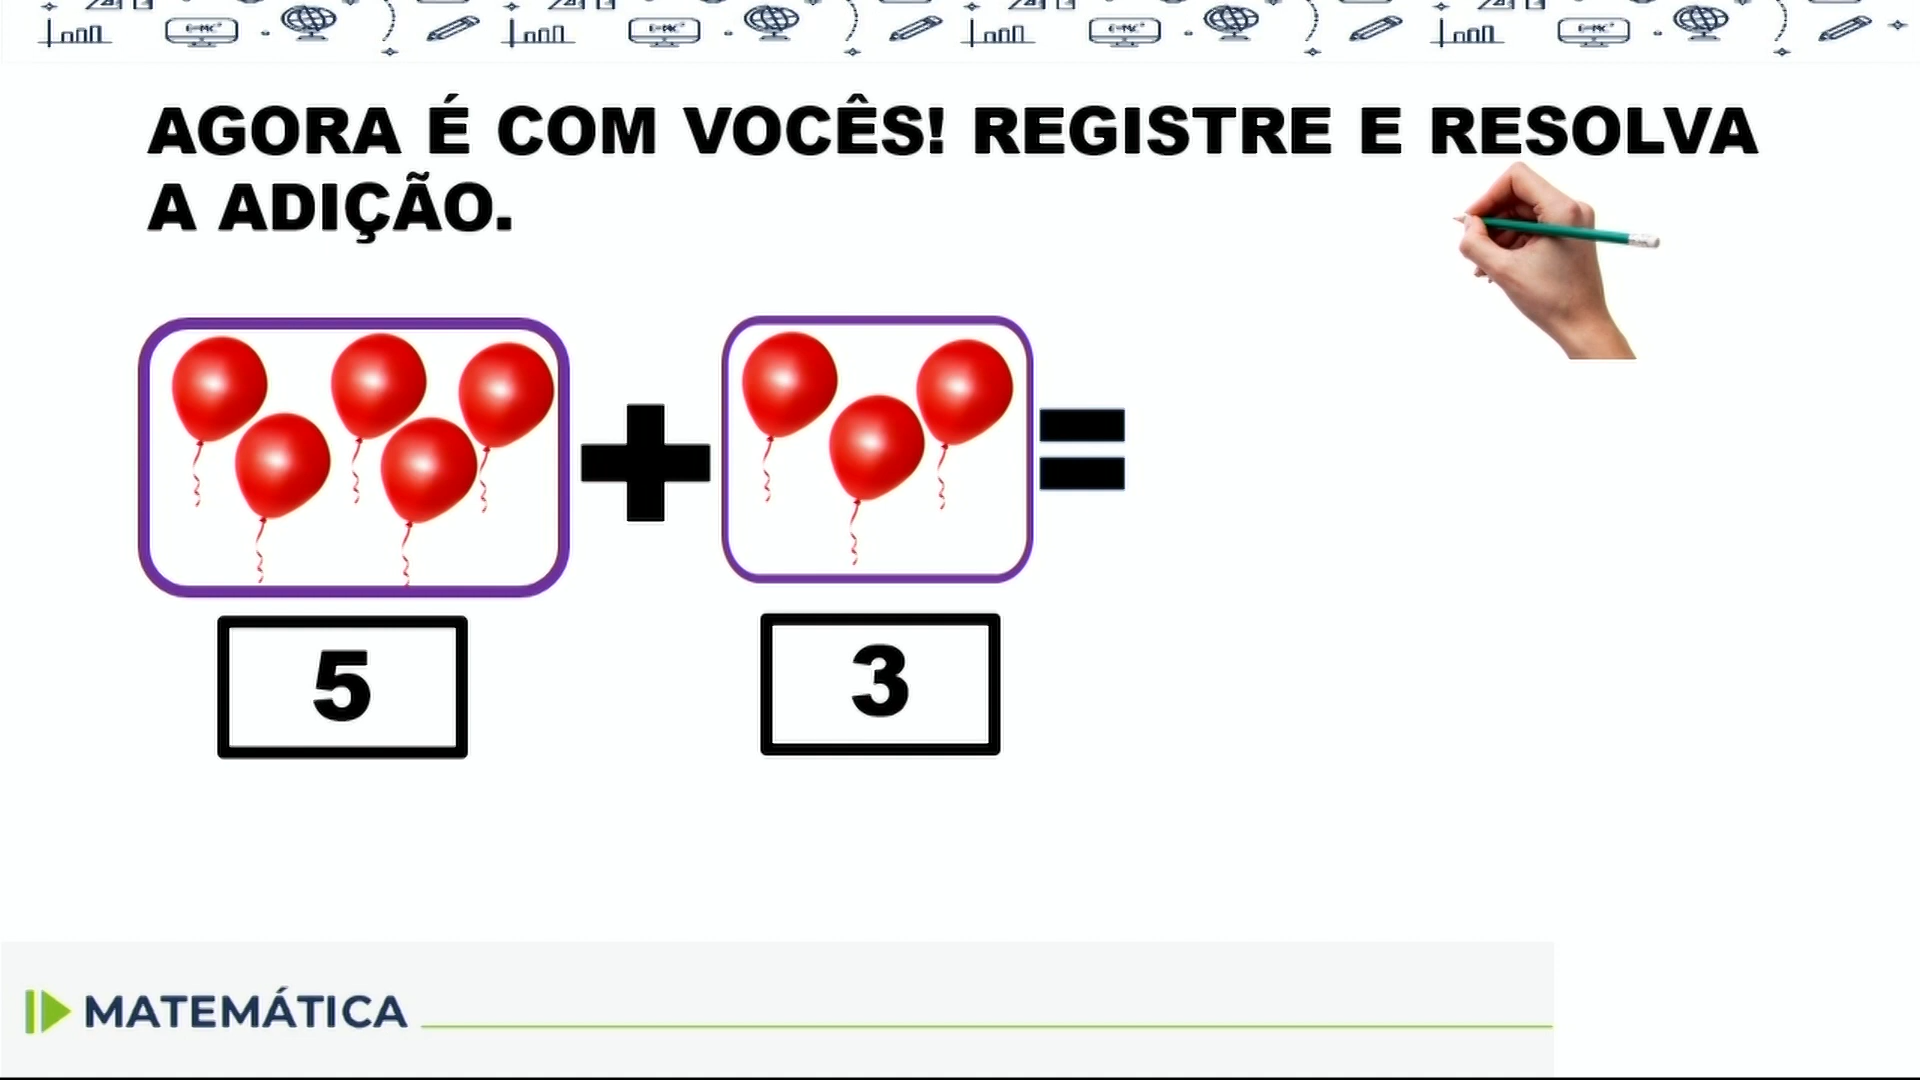 AGORA É COM VOCÊS! REGISTRE E RESOLVA
A ADIÇÃO.
5
3
MATEMÁTICA